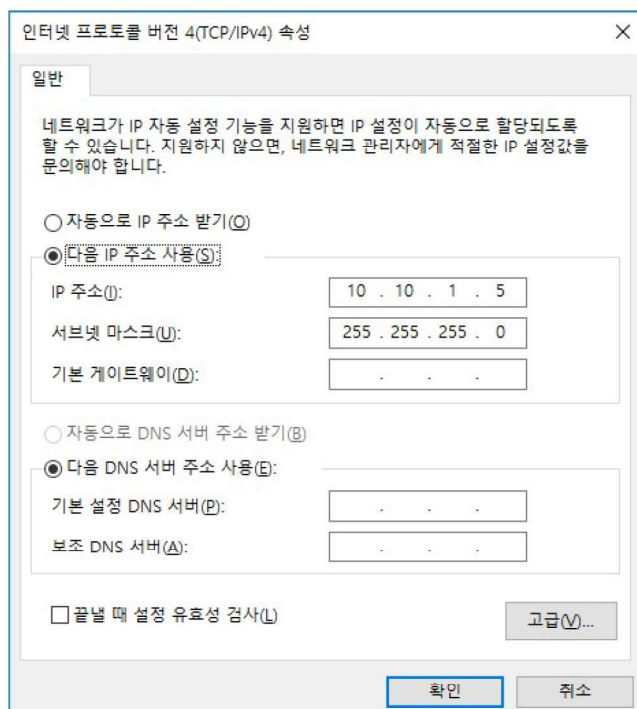 인터넷 프로토콜 버전 4(TCP/IPv4) 속성
일반
네트워크가 IP 자동 설정 기능을 지원하면 IP 설정이 자동으로 할당되도록
할 수 있습니다. 지원하지 않으면, 네트워크 관리자에게 적절한 IP 설정값을
문의해야 합니다.
자동으로 IP 주소 받기(O)
다음 IP 주소 사용(S):
IP 주소(I): 10 . 10 . 1 . 5
서브넷 마스크(U): 255 . 255 . 255 . 0
기본 게이트웨이(D): . . .
자동으로 DNS 서버 주소 받기(B)
다음 DNS 서버 주소 사용(E):
기본 설정 DNS 서버(P): . . .
보조 DNS 서버(A): . . .
끝낼 때 설정 유효성 검사(L) 고급(V)...
확인 취소